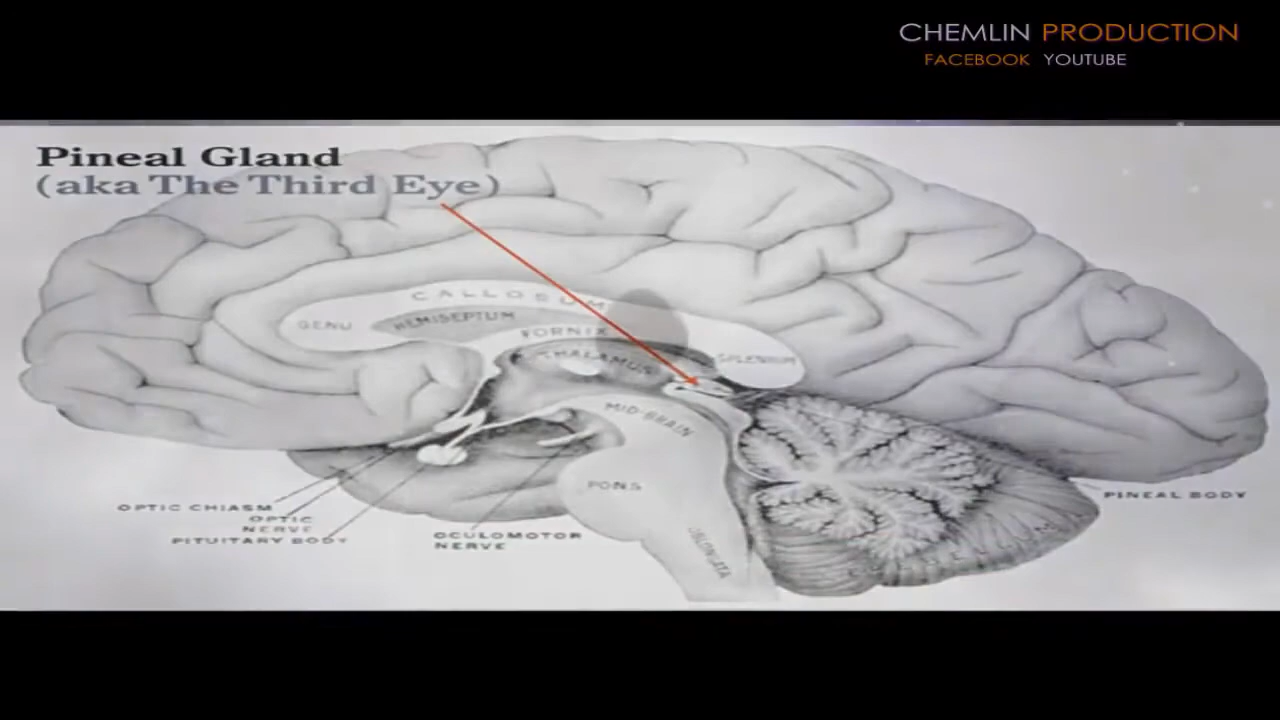 CHEMLIN PRODUCTION
FACEBOOK YOUTUBE
Pineal Gland
(aka The Third Eye)
CALLOSUM
GENU
HEMISEPTUM
FORNIX
THALAMUS
SPLENIUM
MID-BRAIN
PONS
OBLONGATA
OPTIC CHIASM
OPTIC
NERVE
PITUITARY BODY
OCULOMOTOR
NERVE
PINEAL BODY